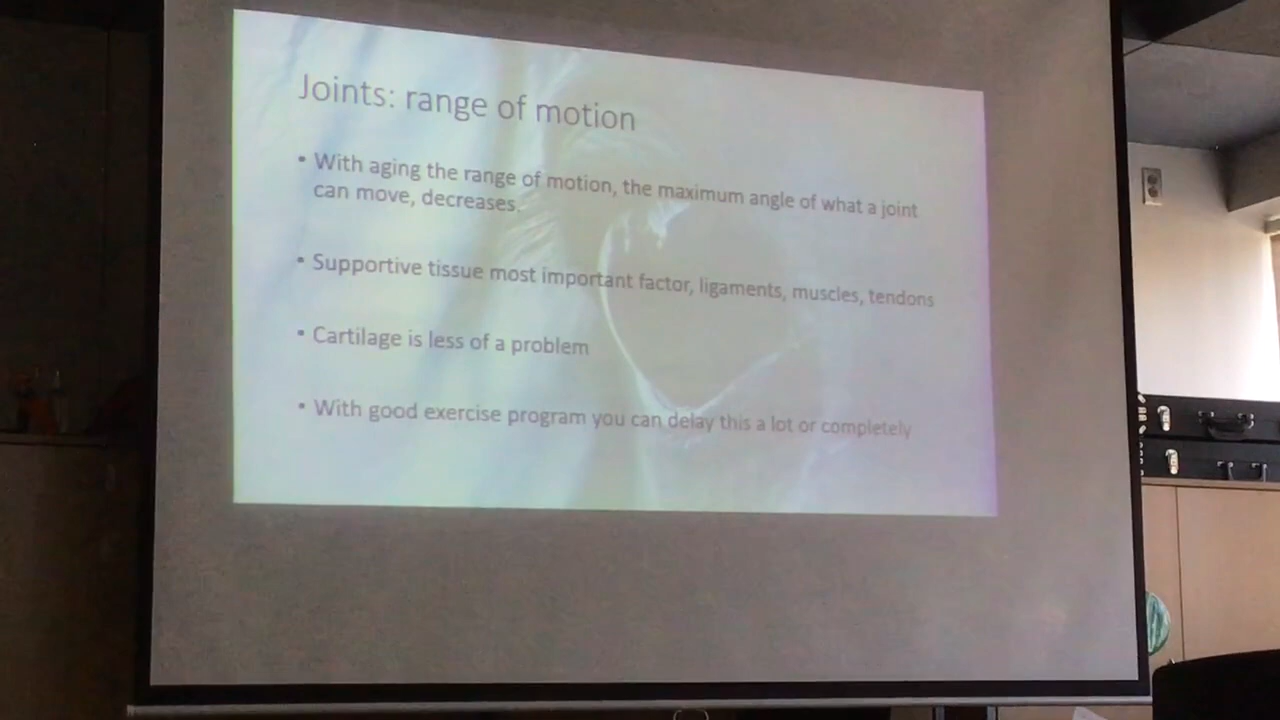 Joints: range of motion
• With aging the range of motion, the maximum angle of what a joint
can move, decreases.
• Supportive tissue most important factor, ligaments, muscles, tendons
• Cartilage is less of a problem
• With good exercise program you can delay this a lot or completely